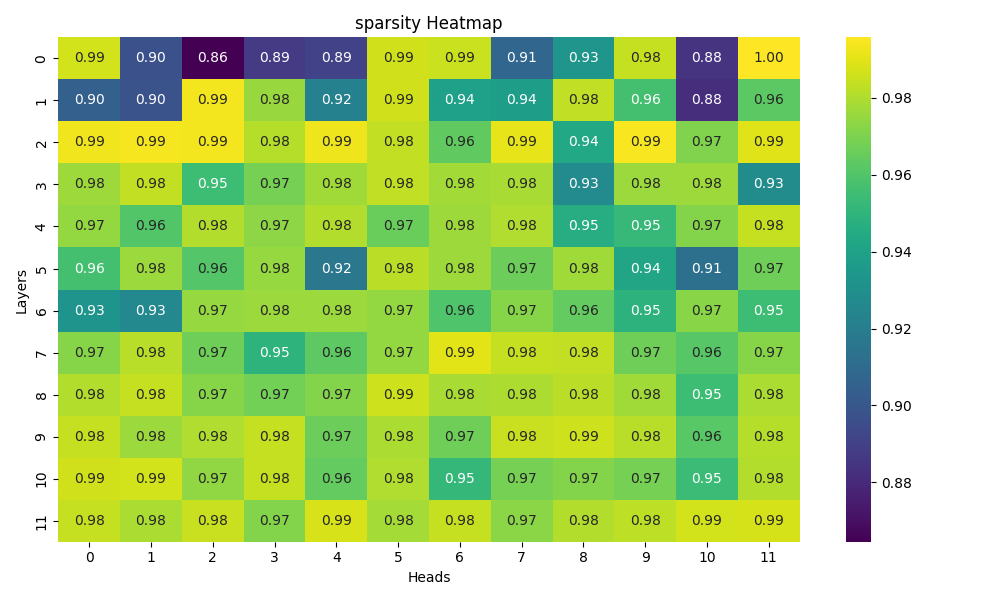 sparsity Heatmap
0 0.99 0.90 0.86 0.89 0.89 0.99 0.99 0.91 0.93 0.98 0.88 1.00
1 0.90 0.90 0.99 0.98 0.92 0.99 0.94 0.94 0.98 0.96 0.88 0.96
2 0.99 0.99 0.99 0.98 0.99 0.98 0.96 0.99 0.94 0.99 0.97 0.99
3 0.98 0.98 0.95 0.97 0.98 0.98 0.98 0.98 0.93 0.98 0.98 0.93
4 0.97 0.96 0.98 0.97 0.98 0.97 0.98 0.98 0.95 0.95 0.97 0.98
5 0.96 0.98 0.96 0.98 0.92 0.98 0.98 0.97 0.98 0.94 0.91 0.97
6 0.93 0.93 0.97 0.98 0.98 0.97 0.96 0.97 0.96 0.95 0.97 0.95
7 0.97 0.98 0.97 0.95 0.96 0.97 0.99 0.98 0.98 0.97 0.96 0.97
8 0.98 0.98 0.97 0.97 0.97 0.99 0.98 0.98 0.98 0.98 0.95 0.98
9 0.98 0.98 0.98 0.98 0.97 0.98 0.97 0.98 0.99 0.98 0.96 0.98
10 0.99 0.99 0.97 0.98 0.96 0.98 0.95 0.97 0.97 0.97 0.95 0.98
11 0.98 0.98 0.98 0.97 0.99 0.98 0.98 0.97 0.98 0.98 0.99 0.99
0 1 2 3 4 5 6 7 8 9 10 11
Heads
Layers
0.98
0.96
0.94
0.92
0.90
0.88